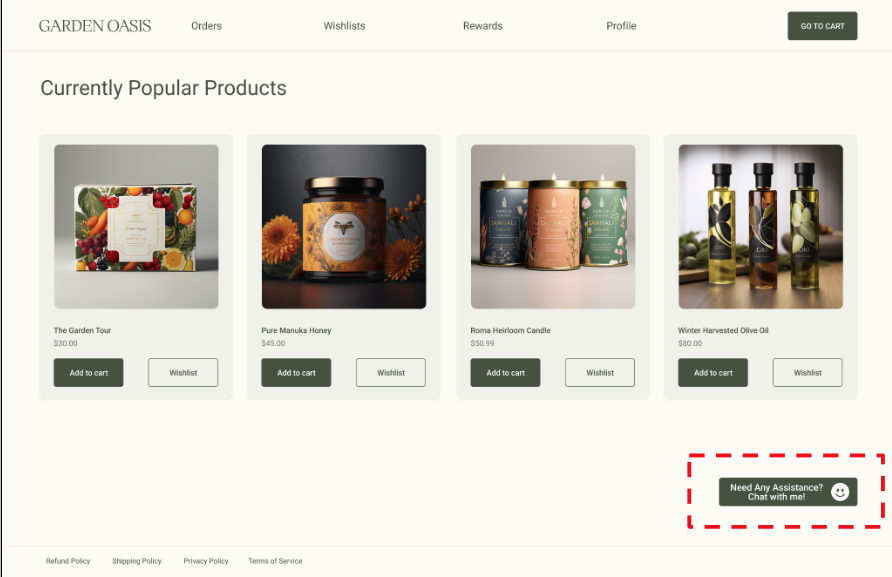 GARDEN OASIS
Orders
Wishlists
Rewards
Profile
GO TO CART
Currently Popular Products
The Garden Tour
$30.00
Add to cart
Wishlist
Pure Manuka Honey
$45.00
Add to cart
Wishlist
Roma Heirloom Candle
$50.99
Add to cart
Wishlist
Winter Harvested Olive Oil
$80.00
Add to cart
Wishlist
Need Any Assistance?
Chat with me!
Refund Policy
Shipping Policy
Privacy Policy
Terms of Service